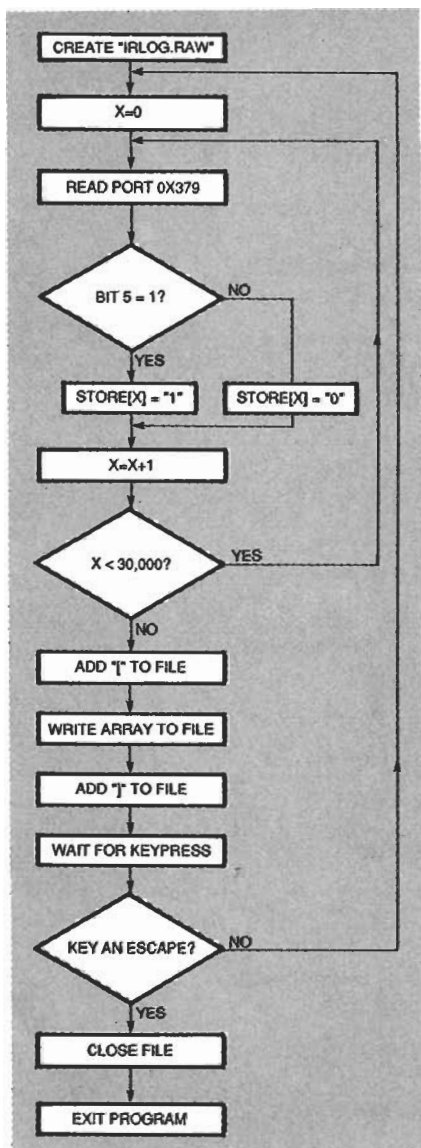 CREATE "IRLOG.RAW"
X=0
READ PORT 0X379
BIT 5 = 1?
NO
YES
STORE[X] = "1"
STORE[X] = "0"
X=X+1
X < 30,000?
YES
NO
ADD "[" TO FILE
WRITE ARRAY TO FILE
ADD "]" TO FILE
WAIT FOR KEYPRESS
KEY AN ESCAPE?
NO
YES
CLOSE FILE
EXIT PROGRAM